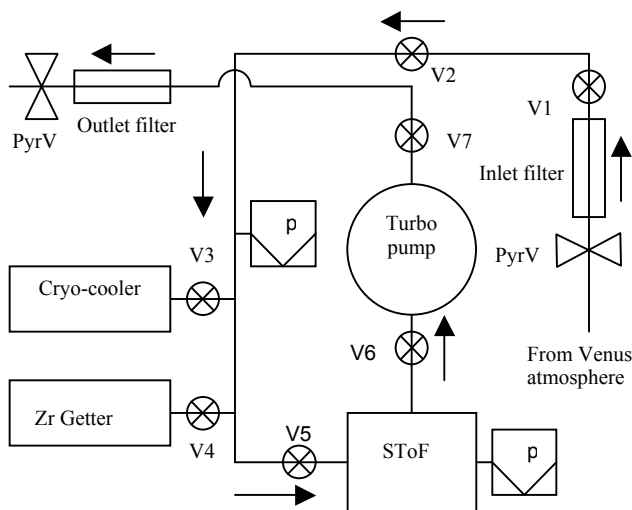 V2
PyrV
Outlet filter
V1
V7
Inlet filter
p
Turbo
pump
PyrV
V3
Cryo-cooler
V6
From Venus
atmosphere
Zr Getter
V4
V5
SToF
p